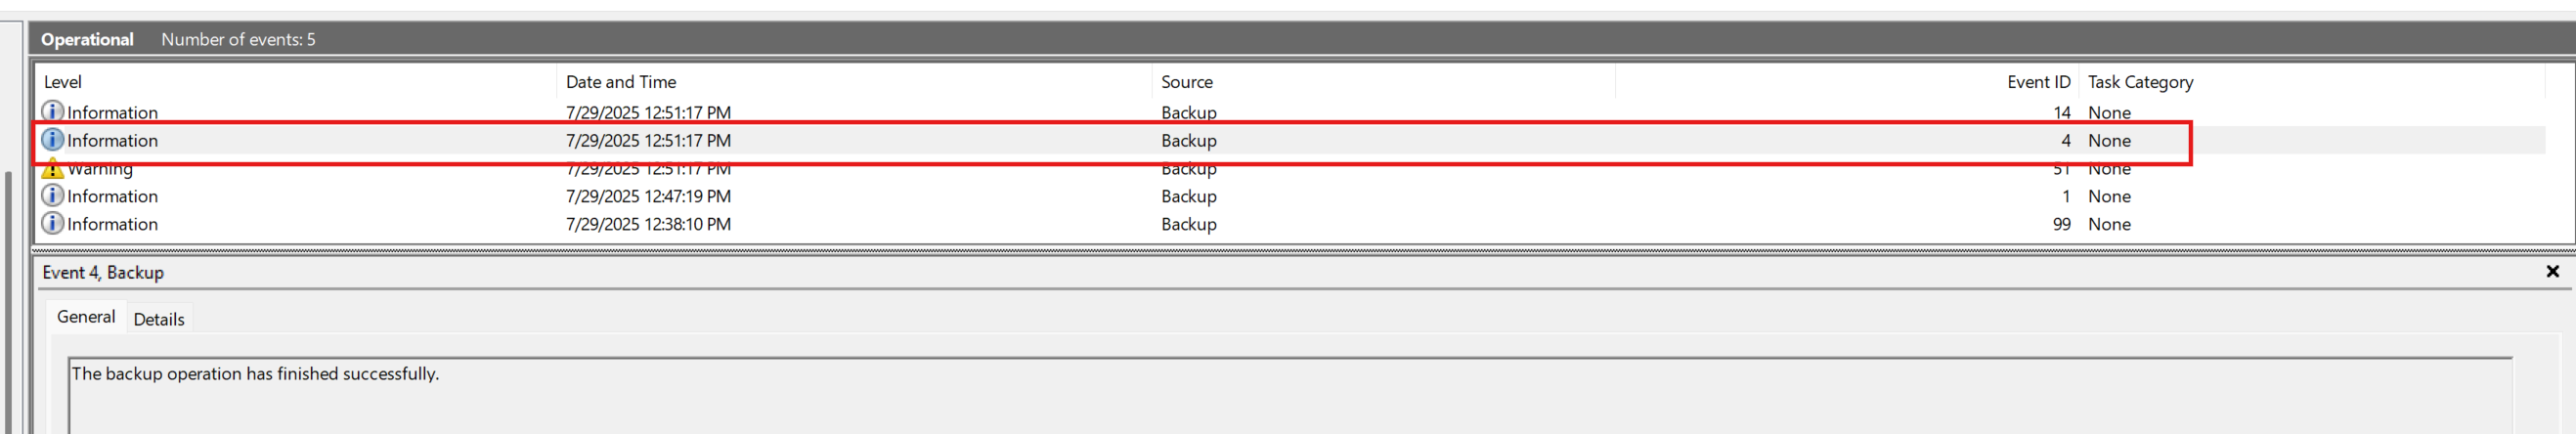 Operational Number of events: 5
Level Date and Time Source Event ID Task Category
Information 7/29/2025 12:51:17 PM Backup 14 None
Information 7/29/2025 12:51:17 PM Backup 4 None
Warning 7/29/2025 12:51:17 PM Backup 51 None
Information 7/29/2025 12:47:19 PM Backup 1 None
Information 7/29/2025 12:38:10 PM Backup 99 None
Event 4, Backup
General Details
The backup operation has finished successfully.